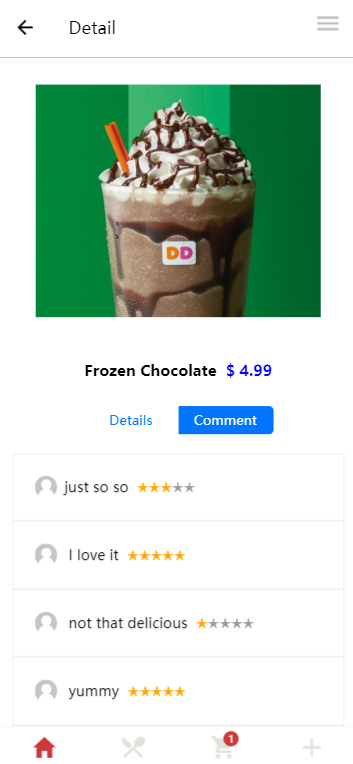 Detail
DD
Frozen Chocolate $ 4.99
Details Comment
just so so
I love it
not that delicious
yummy
1